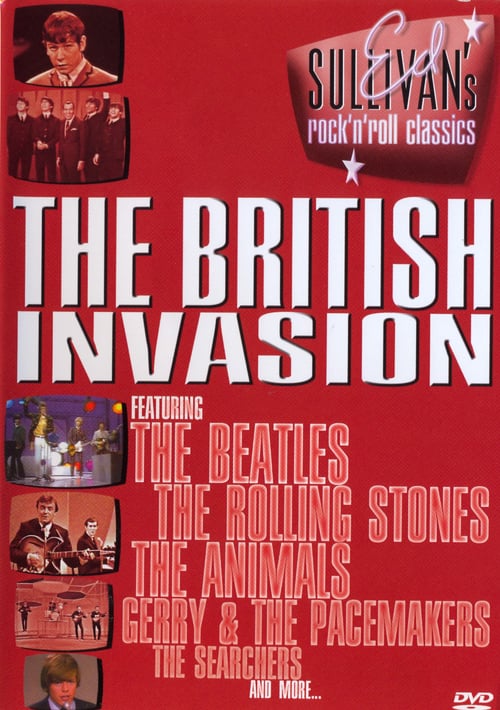 Ed
SULLIVAN's
rock'n'roll classics
THE BRITISH
INVASION
FEATURING
THE BEATLES
THE ROLLING STONES
THE ANIMALS
GERRY & THE PACEMAKERS
THE SEARCHERS
AND MORE...
DVD